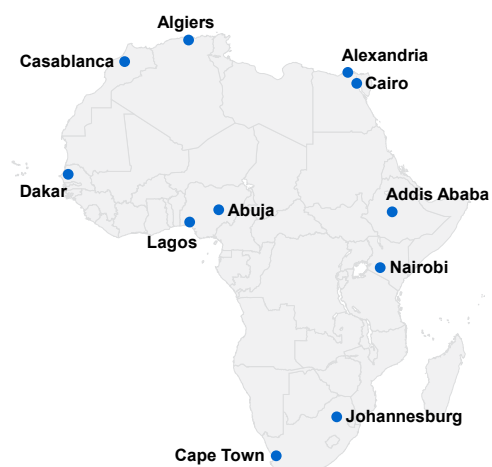 Algiers
Casablanca
Alexandria
Cairo
Dakar
Addis Ababa
Abuja
Lagos
Nairobi
Johannesburg
Cape Town